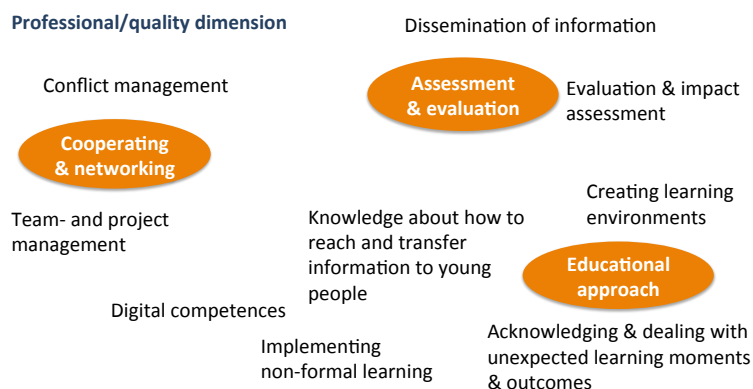 Professional/quality dimension
Dissemination of information
Conflict management
Assessment
& evaluation
Evaluation & impact
assessment
Cooperating
& networking
Team- and project
management
Knowledge about how to
reach and transfer
information to young
people
Creating learning
environments
Educational
approach
Digital competences
Implementing
non-formal learning
Acknowledging & dealing with
unexpected learning moments
& outcomes